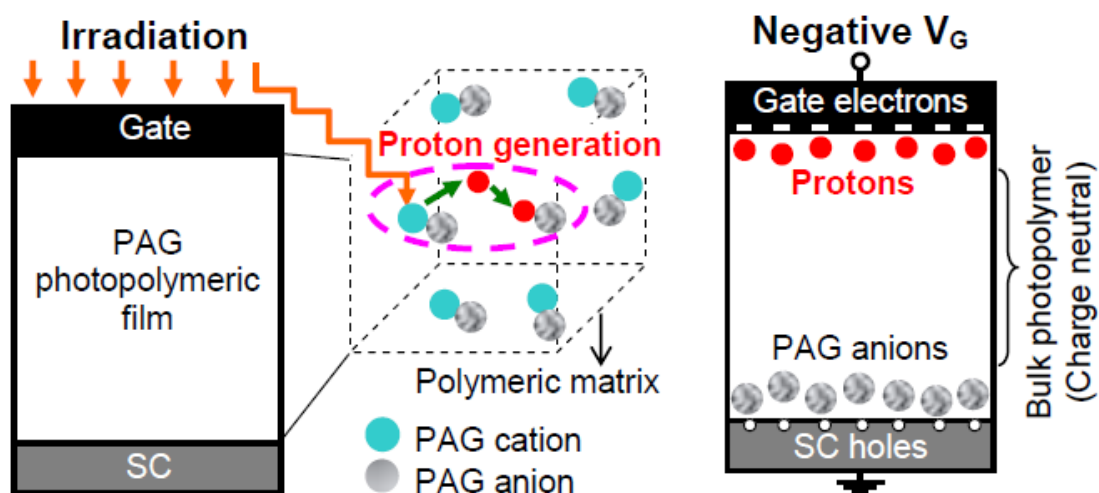 Irradiation
Gate
PAG
photopolymeric
film
SC
Proton generation
Polymeric matrix
PAG cation
PAG anion
Negative VG
Gate electrons
Protons
PAG anions
SC holes
Bulk photopolymer
(Charge neutral)